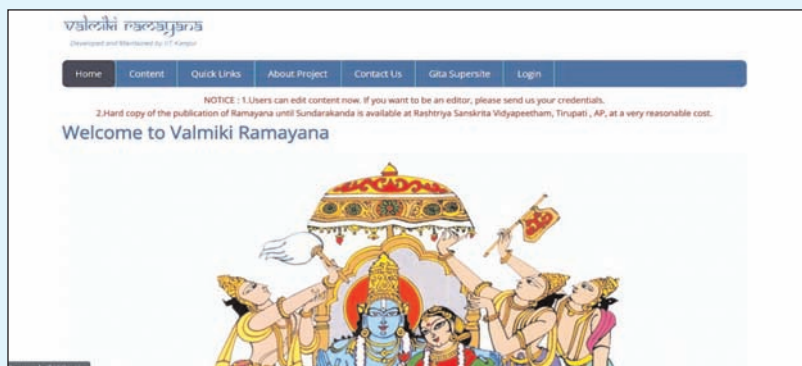 valmiki ramayana
Developed and Maintained by IIT Kanpur
Home Content Quick Links About Project Contact Us Gita Supersite Login
NOTICE : 1.Users can edit content now. If you want to be an editor, please send us your credentials.
2.Hard copy of the publication of Ramayana until Sundarakanda is available at Rashtriya Sanskrita Vidyapeetham, Tirupati , AP, at a very reasonable cost.
Welcome to Valmiki Ramayana